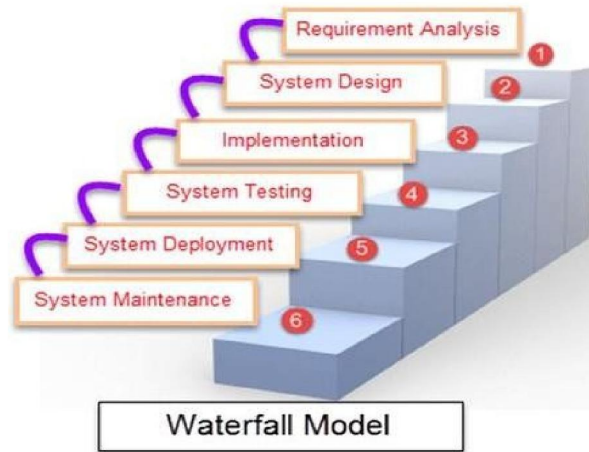 Requirement Analysis
1
System Design
2
Implementation
3
System Testing
4
System Deployment
5
System Maintenance
6
Waterfall Model